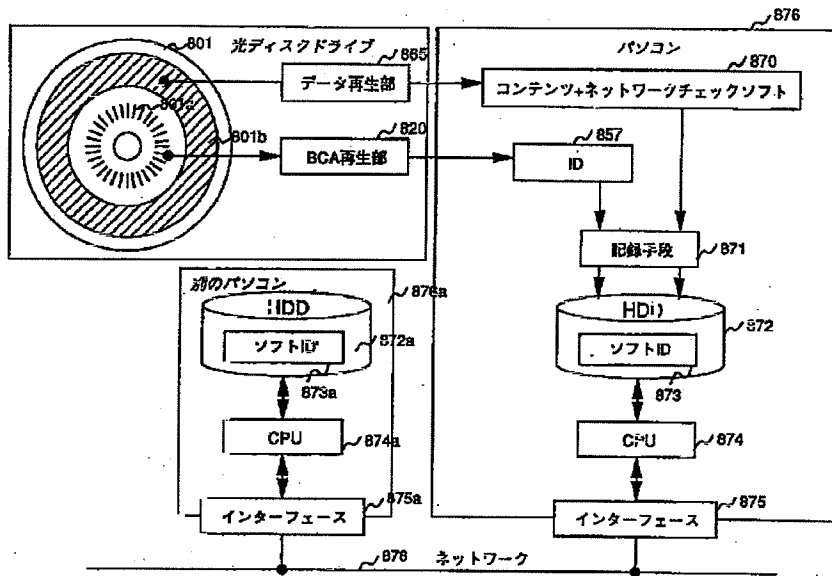 876
801
光ディスクドライブ
パソコン
865
870
データ再生部
コンテンツ+ネットワークチェックソフト
801a
801b
820
857
BCA再生部
ID
記録手段
871
別のパソコン
876a
HDD
HDD
872
ソフトID
872a
ソフトID
873a
873
CPU
874a
CPU
874
875a
875
インターフェース
インターフェース
876
ネットワーク